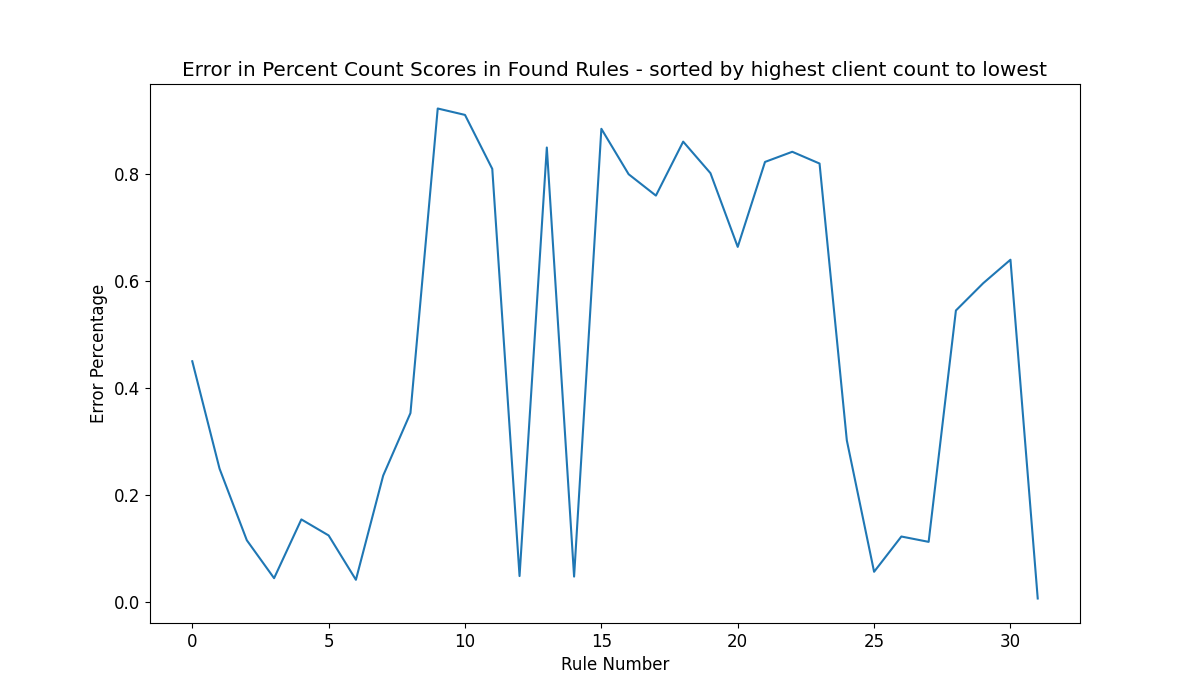 Error in Percent Count Scores in Found Rules - sorted by highest client count to lowest
Error Percentage
0.8
0.6
0.4
0.2
0.0
0 5 10 15 20 25 30
Rule Number